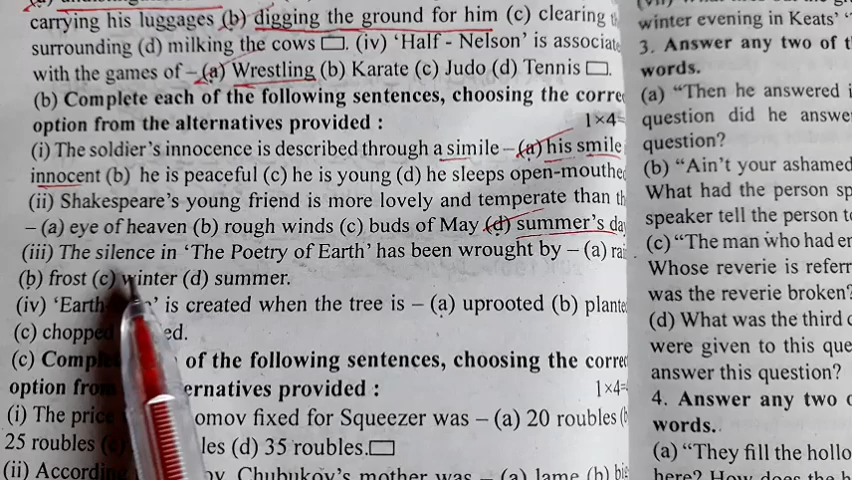 carrying his luggages (b) digging the ground for him (c) clearing
surrounding (d) milking the cows □. (iv) ‘Half - Nelson’ is associate
with the games of – (a) Wrestling (b) Karate (c) Judo (d) Tennis □.
(b) Complete each of the following sentences, choosing the corre
option from the alternatives provided : 1×4=
(i) The soldier’s innocence is described through a simile – (a) his smile
innocent (b) he is peaceful (c) he is young (d) he sleeps open-mouthe
(ii) Shakespeare’s young friend is more lovely and temperate than th
– (a) eye of heaven (b) rough winds (c) buds of May (d) summer’s da
(iii) The silence in ‘The Poetry of Earth’ has been wrought by – (a) rai
(b) frost (c) winter (d) summer.
(iv) ‘Earth is created when the tree is – (a) uprooted (b) plante
(c) chopped ed.
(c) Comple of the following sentences, choosing the corre
option from ernatives provided : 1×4=
(i) The price omov fixed for Squeezer was – (a) 20 roubles (b
25 roubles les (d) 35 roubles. □
(ii) According ov, Chubukov’s mother was – (a) lame (b) bi
winter evening in Keats’
3. Answer any two of t
words.
(a) “Then he answered i
question did he answe
question?
(b) “Ain’t your ashamed
What had the person sp
speaker tell the person to
(c) “The man who had er
Whose reverie is referr
was the reverie broken?
(d) What was the third c
were given to this que
answer this question?
4. Answer any two o
words.
(a) “They fill the hollo
here? How does the h